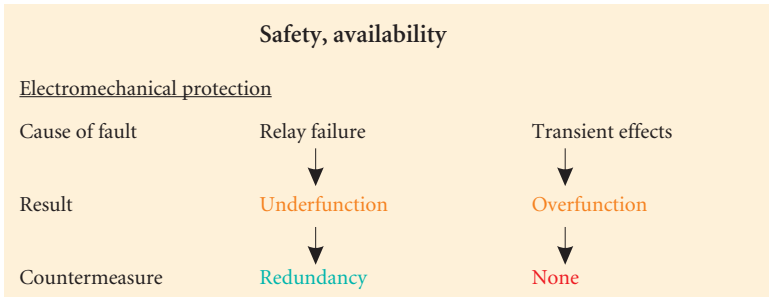 Safety, availability
Electromechanical protection
Cause of fault Relay failure Transient effects
Result Underfunction Overfunction
Countermeasure Redundancy None